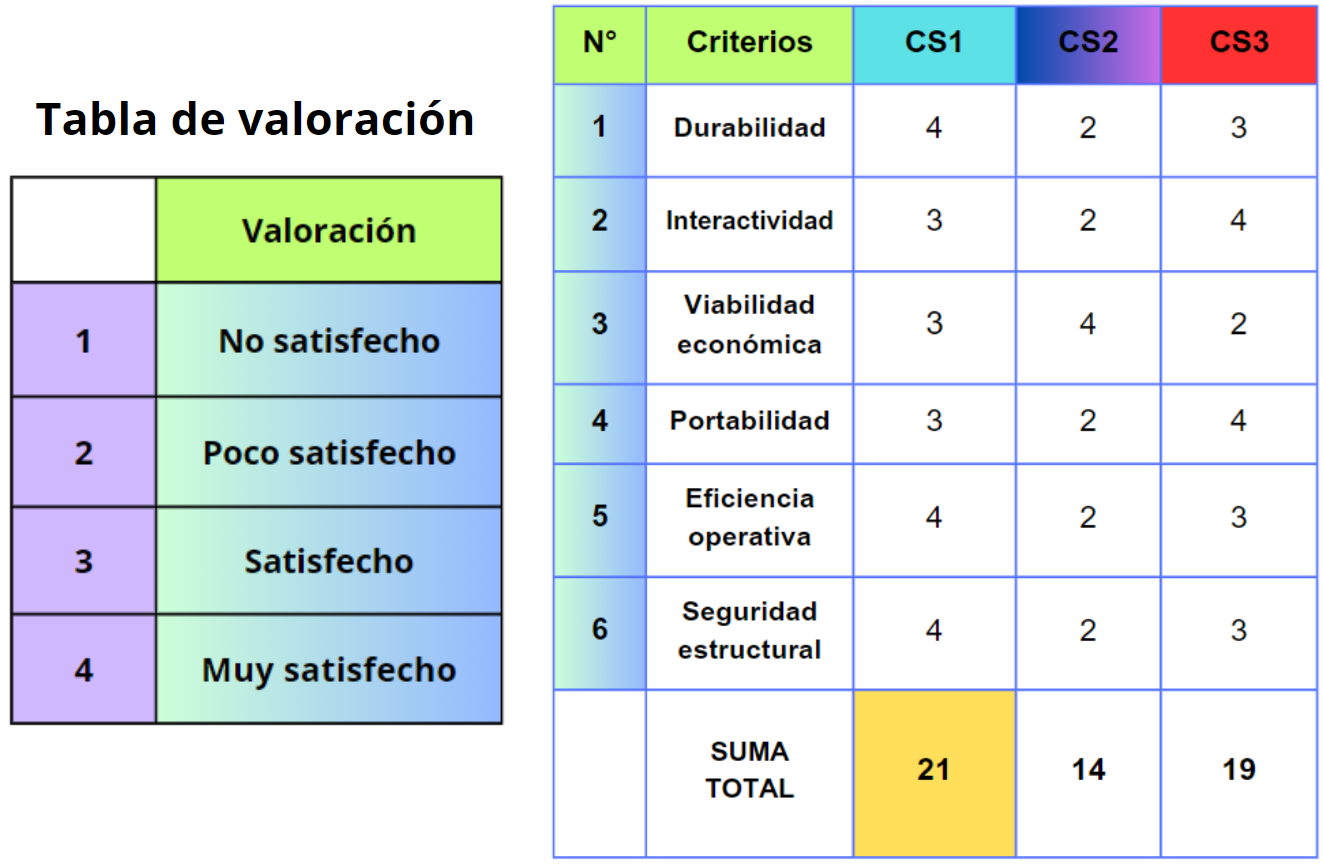 Tabla de valoración
Valoración
1 No satisfecho
2 Poco satisfecho
3 Satisfecho
4 Muy satisfecho
N° Criterios CS1 CS2 CS3
1 Durabilidad 4 2 3
2 Interactividad 3 2 4
3 Viabilidad
económica 3 4 2
4 Portabilidad 3 2 4
5 Eficiencia
operativa 4 2 3
6 Seguridad
estructural 4 2 3
SUMA
TOTAL 21 14 19